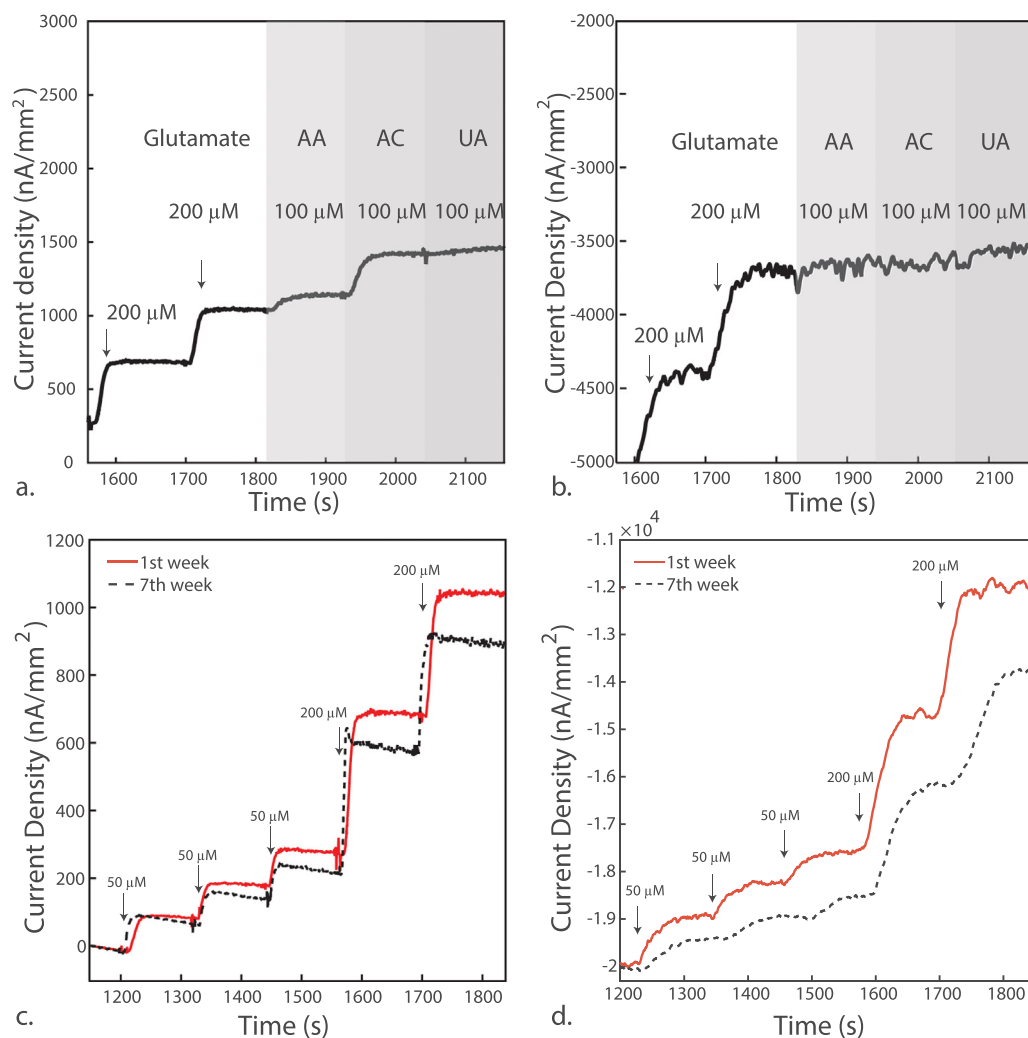 3000
2500
2000
1500
1000
500
0
Current density (nA/mm²)
Glutamate
AA
AC
UA
200 μM
100 μM
100 μM
100 μM
200 μM
1600
1700
1800
1900
2000
2100
Time (s)
a.
-2000
-2500
-3000
-3500
-4000
-4500
-5000
Current Density (nA/mm²)
Glutamate
AA
AC
UA
200 μM
100 μM
100 μM
100 μM
200 μM
1600
1700
1800
1900
2000
2100
Time (s)
b.
1200
1000
800
600
400
200
0
Current Density (nA/mm²)
1st week
7th week
50 μM
50 μM
50 μM
200 μM
200 μM
1200
1300
1400
1500
1600
1700
1800
Time (s)
c.
-1.1
× 10⁴
-1.2
-1.3
-1.4
-1.6
-1.7
-1.8
-1.9
-2
Current Density (nA/mm²)
1st week
7th week
50 μM
50 μM
50 μM
200 μM
200 μM
1200
1300
1400
1500
1600
1700
1800
Time (s)
d.